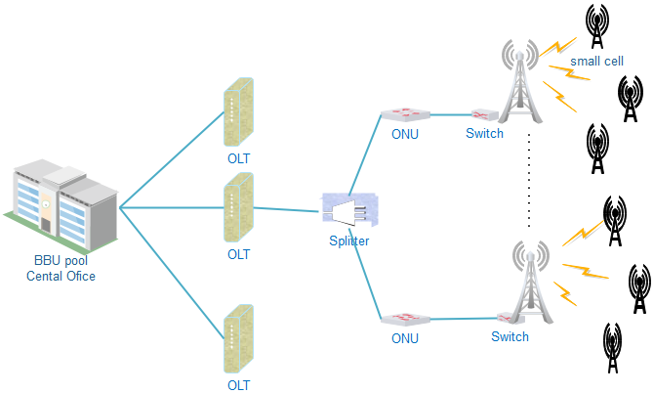 small cell
ONU
Switch
OLT
BBU pool
Cental Ofice
OLT
Splitter
ONU
Switch
OLT